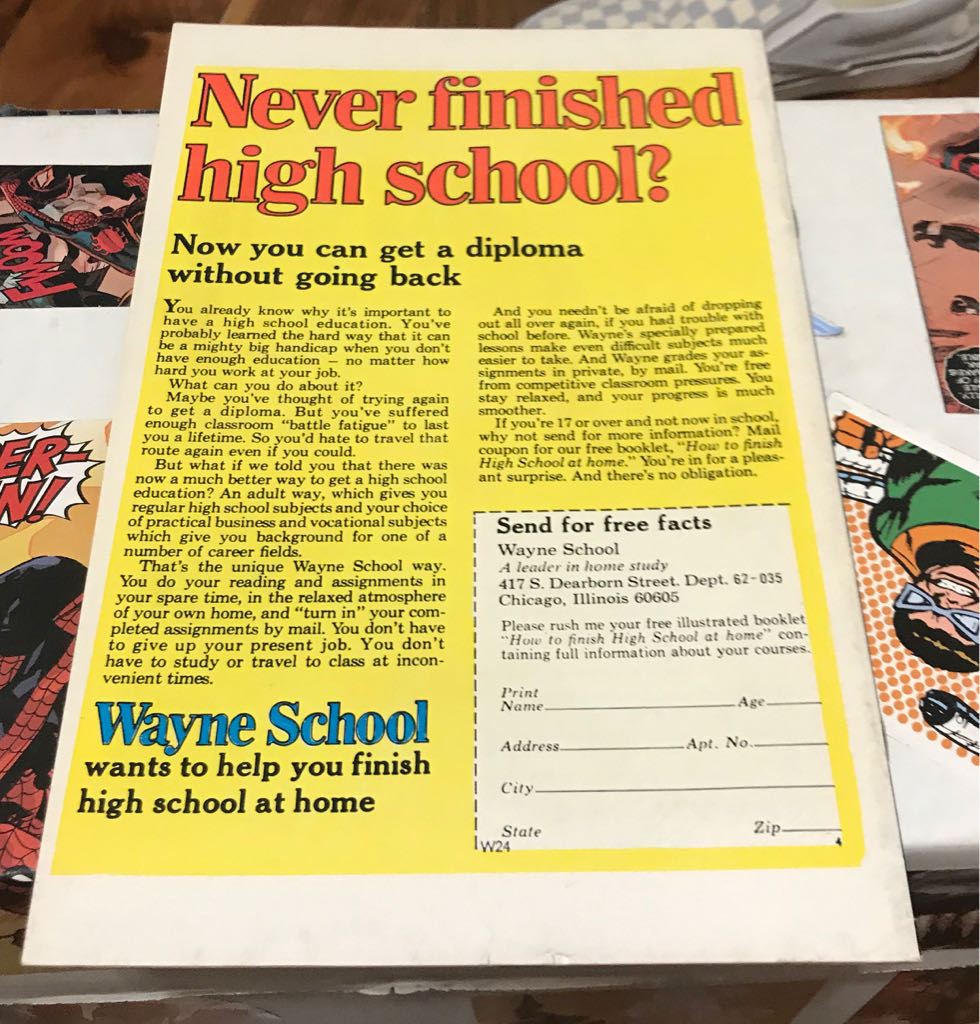 Never finished
high school?
Now you can get a diploma
without going back
You already know why it's important to
have a high school education. You've
probably learned the hard way that it can
be a mighty big handicap when you don't
have enough education — no matter how
hard you work at your job.
What can you do about it?
Maybe you've thought of trying again
to get a diploma. But you've suffered
enough classroom "battle fatigue" to last
you a lifetime. So you'd hate to travel that
route again even if you could.
But what if we told you that there was
now a much better way to get a high school
education? An adult way, which gives you
regular high school subjects and your choice
of practical business and vocational subjects
which give you background for one of a
number of career fields.
That's the unique Wayne School way.
You do your reading and assignments in
your spare time, in the relaxed atmosphere
of your own home, and "turn in" your com-
pleted assignments by mail. You don't have
to give up your present job. You don't
have to study or travel to class at incon-
venient times.
Wayne School
wants to help you finish
high school at home
And you needn't be afraid of dropping
out all over again, if you had trouble with
school before. Wayne's specially prepared
lessons make even difficult subjects much
easier to take. And Wayne grades your as-
signments in private, by mail. You're free
from competitive classroom pressures. You
stay relaxed, and your progress is much
smoother.
If you're 17 or over and not now in school,
why not send for more information? Mail
coupon for our free booklet, "How to finish
High School at home." You're in for a pleas-
ant surprise. And there's no obligation.
Send for free facts
Wayne School
A leader in home study
417 S. Dearborn Street. Dept. 62-035
Chicago, Illinois 60605
Please rush me your free illustrated booklet
"How to finish High School at home" con-
taining full information about your courses.
Print
Name Age
Address Apt. No.
City
State Zip
W24
ER-
N!
WOOM